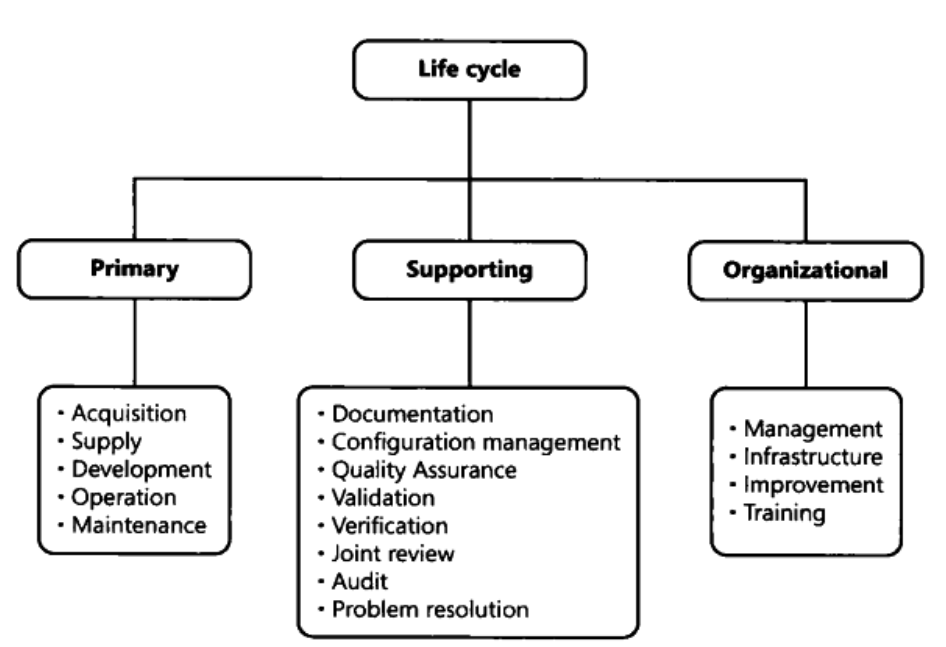 Life cycle
Primary
Supporting
Organizational
· Acquisition
· Supply
· Development
· Operation
· Maintenance
· Documentation
· Configuration management
· Quality Assurance
· Validation
· Verification
· Joint review
· Audit
· Problem resolution
· Management
· Infrastructure
· Improvement
· Training